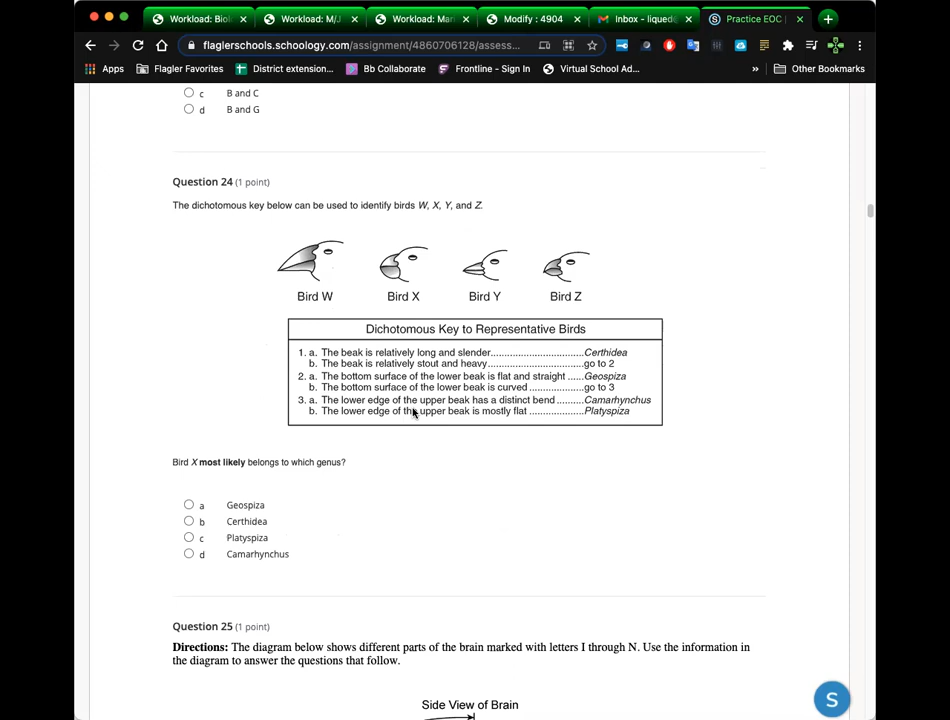 Workload: Biol
Workload: M/J
Workload: Man
Modify : 4904
Inbox - liqued@
Practice EOC |
flaglerschools.schoology.com/assignment/4860706128/assess...
Apps
Flagler Favorites
District extension...
Bb Collaborate
Frontline - Sign In
Virtual School Ad...
»
Other Bookmarks
c B and C
d B and G
Question 24 (1 point)
The dichotomous key below can be used to identify birds W, X, Y, and Z.
Bird W Bird X Bird Y Bird Z
Dichotomous Key to Representative Birds
1. a. The beak is relatively long and slender................................Certhidea
b. The beak is relatively stout and heavy.................................go to 2
2. a. The bottom surface of the lower beak is flat and straight ......Geospiza
b. The bottom surface of the lower beak is curved ...................go to 3
3. a. The lower edge of the upper beak has a distinct bend ..........Camarhynchus
b. The lower edge of the upper beak is mostly flat ...................Platyspiza
Bird X most likely belongs to which genus?
a Geospiza
b Certhidea
c Platyspiza
d Camarhynchus
Question 25 (1 point)
Directions: The diagram below shows different parts of the brain marked with letters I through N. Use the information in
the diagram to answer the questions that follow.
Side View of Brain
S